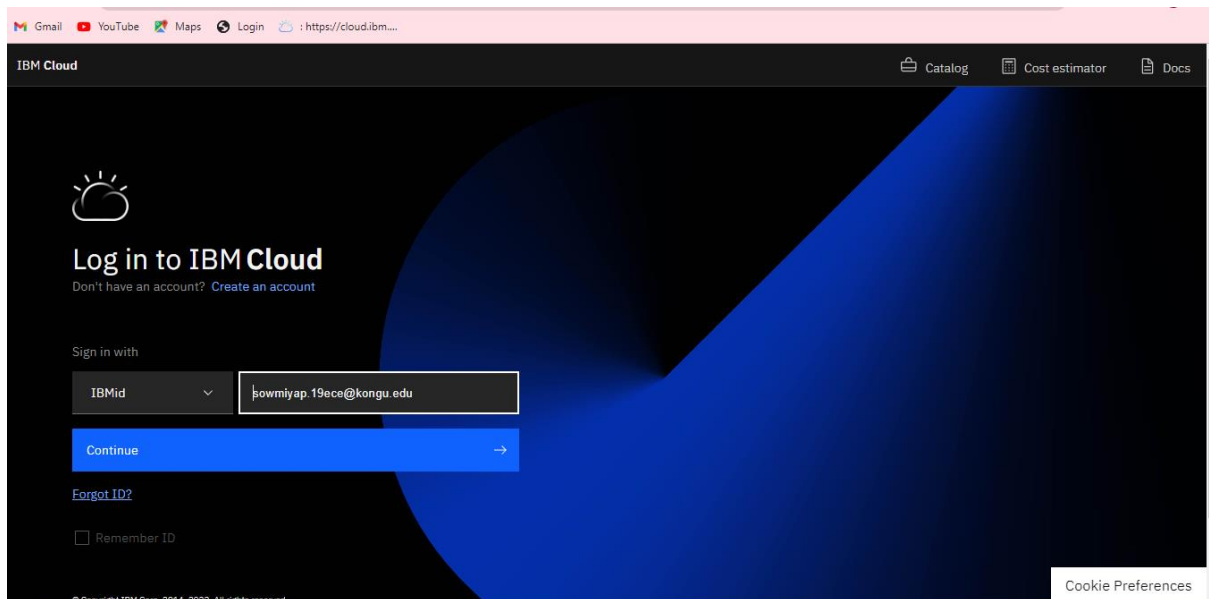 Gmail YouTube Maps Login : https://cloud.ibm....
IBM Cloud Catalog Cost estimator Docs
Log in to IBM Cloud
Don't have an account? Create an account
Sign in with
IBMid sowmiyap.19ece@kongu.edu
Continue
Forgot ID?
Remember ID
Cookie Preferences